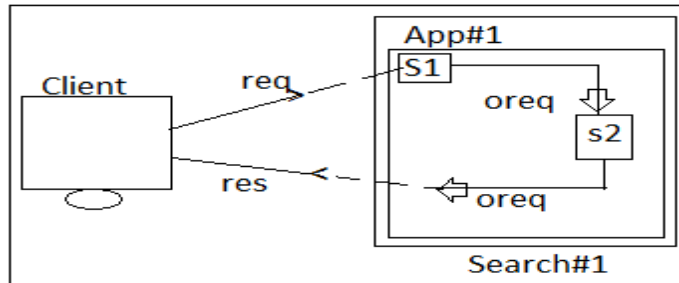 App#1
Client
req
S1
oreq
s2
res
oreq
Search#1